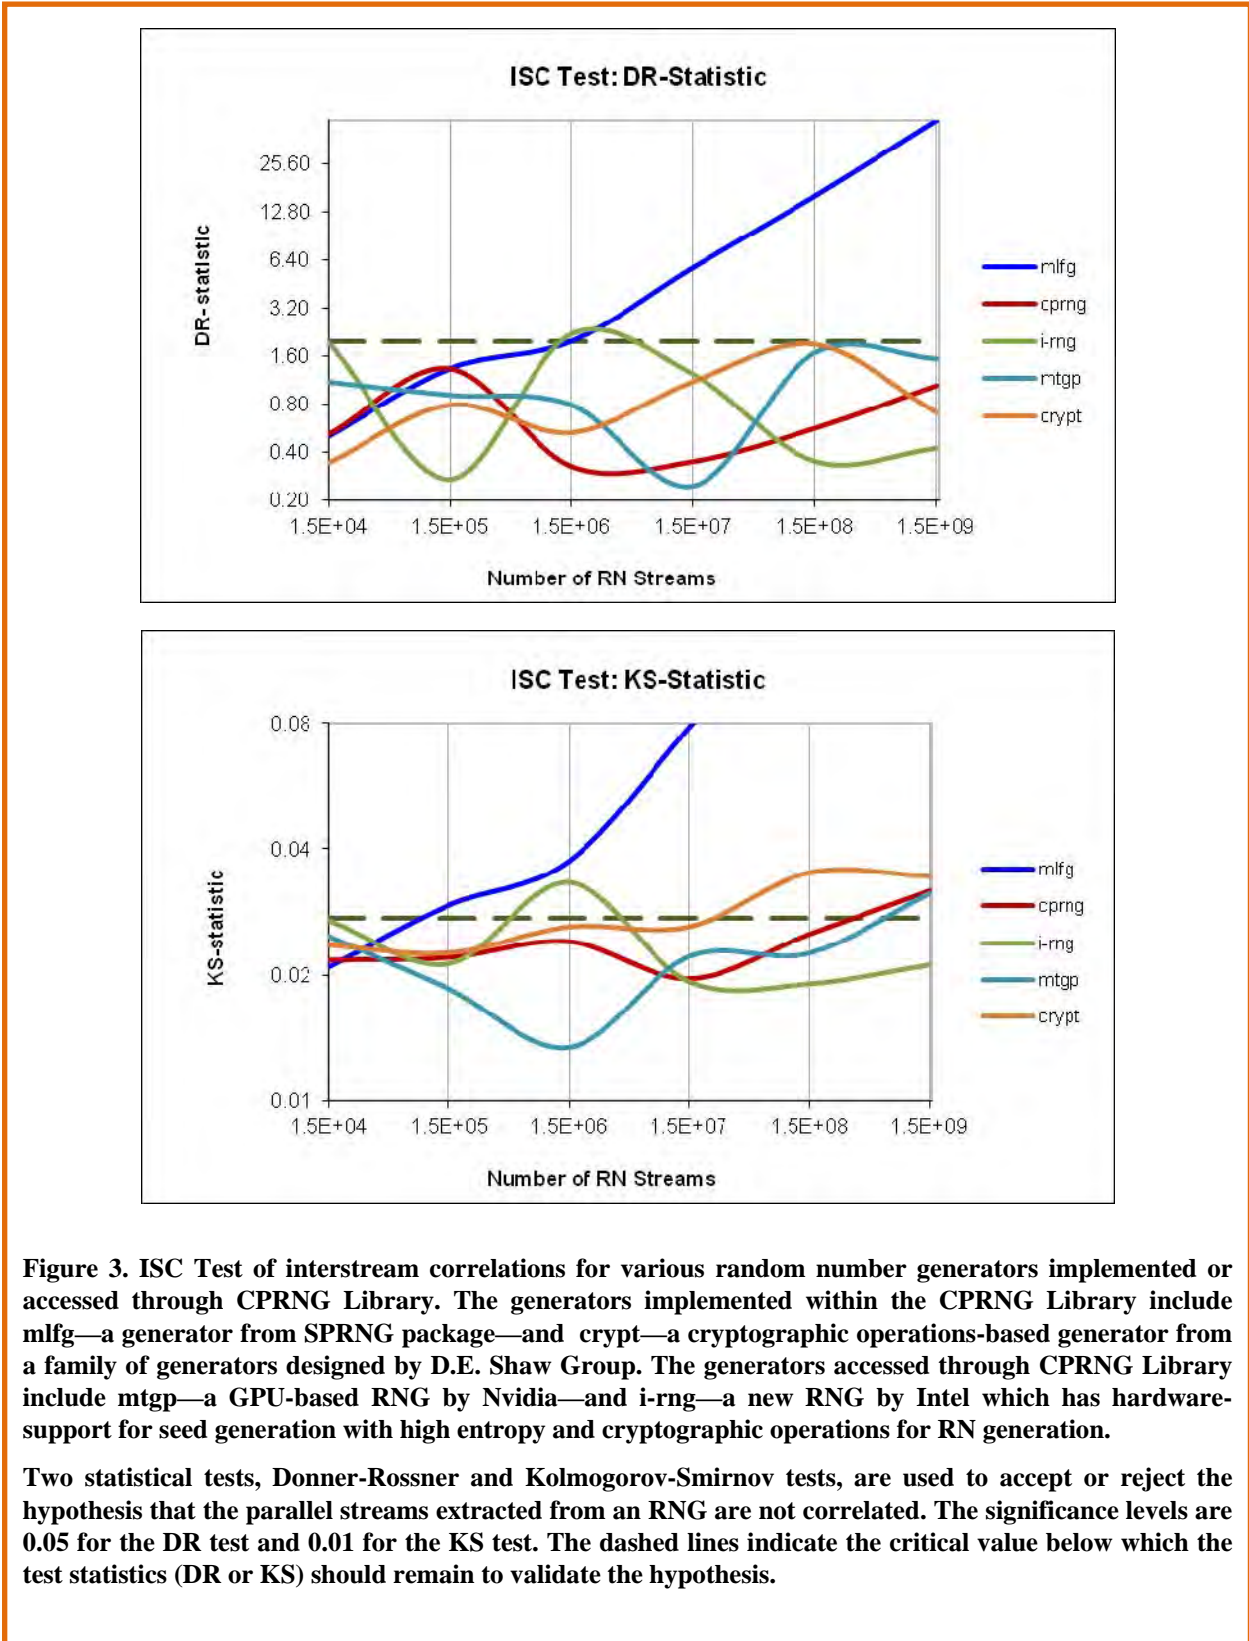 ISC Test: DR-Statistic
25.60
12.80
6.40
3.20
1.60
0.80
0.40
0.20
DR- statistic
1.5E+04 1.5E+05 1.5E+06 1.5E+07 1.5E+08 1.5E+09
Number of RN Streams
mlfg
cprng
i-rng
mtgp
crypt
ISC Test: KS-Statistic
0.08
0.04
0.02
0.01
KS-statistic
1.5E+04 1.5E+05 1.5E+06 1.5E+07 1.5E+08 1.5E+09
Number of RN Streams
mlfg
cprng
i-rng
mtgp
crypt
Figure 3. ISC Test of interstream correlations for various random number generators implemented or
accessed through CPRNG Library. The generators implemented within the CPRNG Library include
mlfg—a generator from SPRNG package—and crypt—a cryptographic operations-based generator from
a family of generators designed by D.E. Shaw Group. The generators accessed through CPRNG Library
include mtgp—a GPU-based RNG by Nvidia—and i-rng—a new RNG by Intel which has hardware-
support for seed generation with high entropy and cryptographic operations for RN generation.
Two statistical tests, Donner-Rossner and Kolmogorov-Smirnov tests, are used to accept or reject the
hypothesis that the parallel streams extracted from an RNG are not correlated. The significance levels are
0.05 for the DR test and 0.01 for the KS test. The dashed lines indicate the critical value below which the
test statistics (DR or KS) should remain to validate the hypothesis.